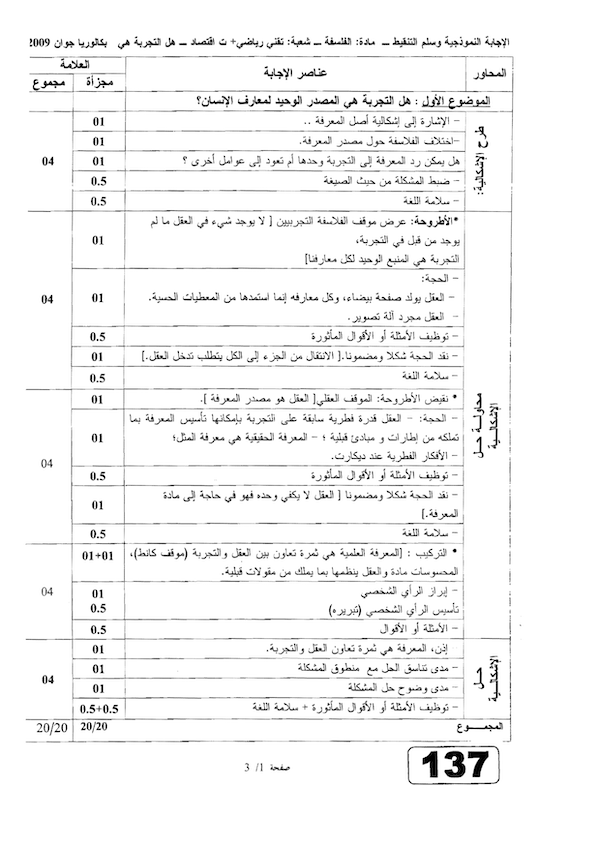 الإجابة النموذجية وسلم التنقيط ـ مادة: الفلسفة ـ شعبة: تقني رياضي+ ت اقتصاد ـ هل التجربة هي بكالوريا جوان 2009
المحاور عناصر الإجابة العلامة
مجزأة مجموع
الموضوع الأول : هل التجربة هي المصدر الوحيد لمعارف الإنسان؟
طرح الإشكالية:
- الإشارة إلى إشكالية أصل المعرفة .. 01
-اختلاف الفلاسفة حول مصدر المعرفة. 01
هل يمكن رد المعرفة إلى التجربة وحدها أم تعود إلى عوامل أخرى ؟ 01 04
- ضبط المشكلة من حيث الصيغة 0.5
- سلامة اللغة 0.5
محاولة حل الإشكالية
*الأطروحة: عرض موقف الفلاسفة التجريبيين [ لا يوجد شيء في العقل ما لم
يوجد من قبل في التجربة، 01
التجربة هي المنبع الوحيد لكل معارفنا]
- الحجة:
- العقل يولد صفحة بيضاء، وكل معارفه إنما استمدها من المعطيات الحسية. 01 04
- العقل مجرد آلة تصوير.
- توظيف الأمثلة أو الأقوال المأثورة 0.5
- نقد الحجة شكلا ومضمونا.[ الانتقال من الجزء إلى الكل يتطلب تدخل العقل.] 01
- سلامة اللغة 0.5
* نقيض الأطروحة: الموقف العقلي[ العقل هو مصدر المعرفة ]. 01
- الحجة: - العقل قدرة فطرية سابقة على التجربة بإمكانها تأسيس المعرفة بما
تملكه من إطارات و مبادئ قبلية ؛ - المعرفة الحقيقية هي معرفة المثل؛ 01
- الأفكار الفطرية عند ديكارت. 04
- توظيف الأمثلة أو الأقوال المأثورة 0.5
- نقد الحجة شكلا ومضمونا [ العقل لا يكفي وحده فهو في حاجة إلى مادة
المعرفة.] 01
- سلامة اللغة 0.5
* التركيب : [المعرفة العلمية هي ثمرة تعاون بين العقل والتجربة (موقف كانط)، 01+01
المحسوسات مادة والعقل ينظمها بما يملك من مقولات قبلية.
- إبراز الرأي الشخصي 01 04
تأسيس الرأي الشخصي (تبريره) 0.5
- الأمثلة أو الأقوال 0.5
حل الإشكالية
إذن، المعرفة هي ثمرة تعاون العقل والتجربة. 01
- مدى تناسق الحل مع منطوق المشكلة 01
- مدى وضوح حل المشكلة 01 04
- توظيف الأمثلة أو الأقوال المأثورة + سلامة اللغة 0.5+0.5
المجموع 20/20 20/20
صفحة 1/ 3
137